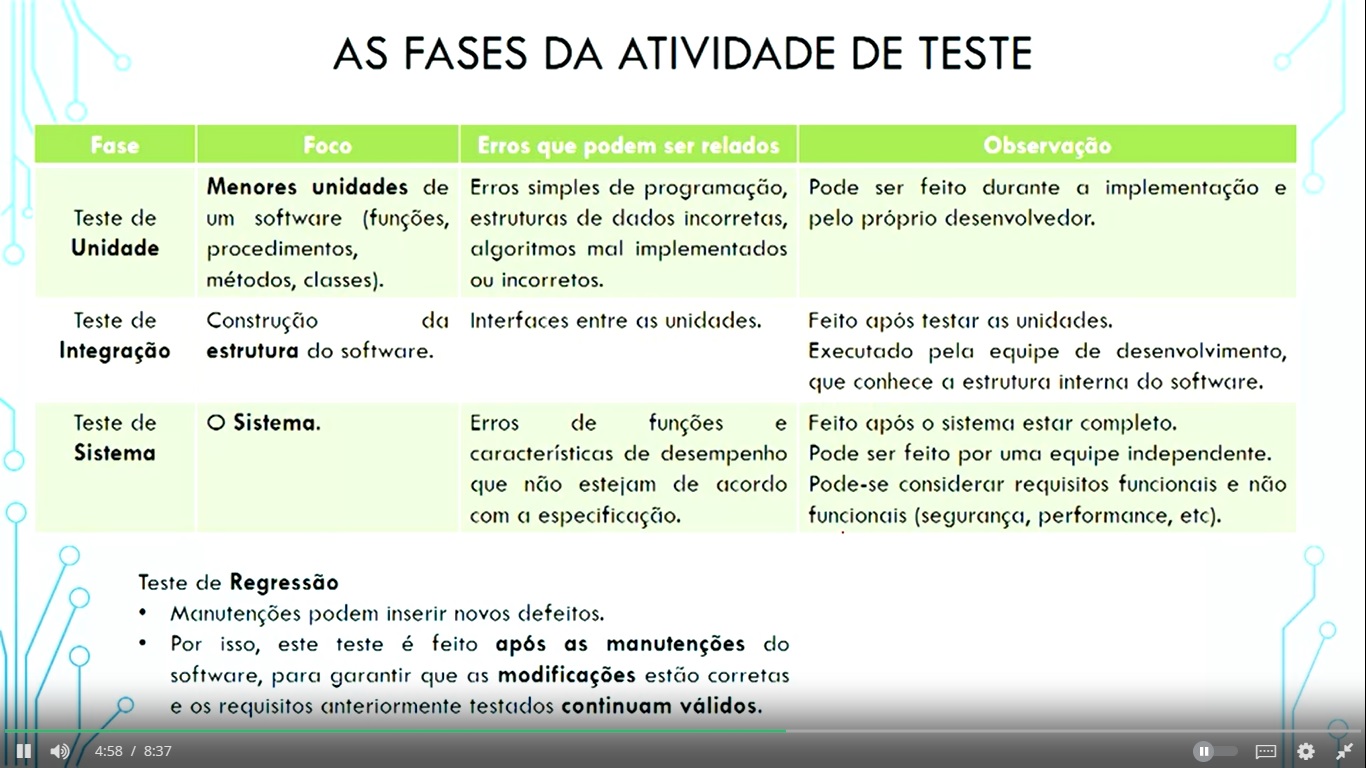 AS FASES DA ATIVIDADE DE TESTE
Fase
Foco
Erros que podem ser relados
Observação
Teste de
Unidade
Menores unidades de
um software (funções,
procedimentos,
métodos, classes).
Erros simples de programação,
estruturas de dados incorretas,
algoritmos mal implementados
ou incorretos.
Pode ser feito durante a implementação e
pelo próprio desenvolvedor.
Teste de
Integração
Construção da
estrutura do software.
Interfaces entre as unidades.
Feito após testar as unidades.
Executado pela equipe de desenvolvimento,
que conhece a estrutura interna do software.
Teste de
Sistema
O Sistema.
Erros de funções e
características de desempenho
que não estejam de acordo
com a especificação.
Feito após o sistema estar completo.
Pode ser feito por uma equipe independente.
Pode-se considerar requisitos funcionais e não
funcionais (segurança, performance, etc).
Teste de Regressão
• Manutenções podem inserir novos defeitos.
• Por isso, este teste é feito após as manutenções do
software, para garantir que as modificações estão corretas
e os requisitos anteriormente testados continuam válidos.
4:58 / 8:37